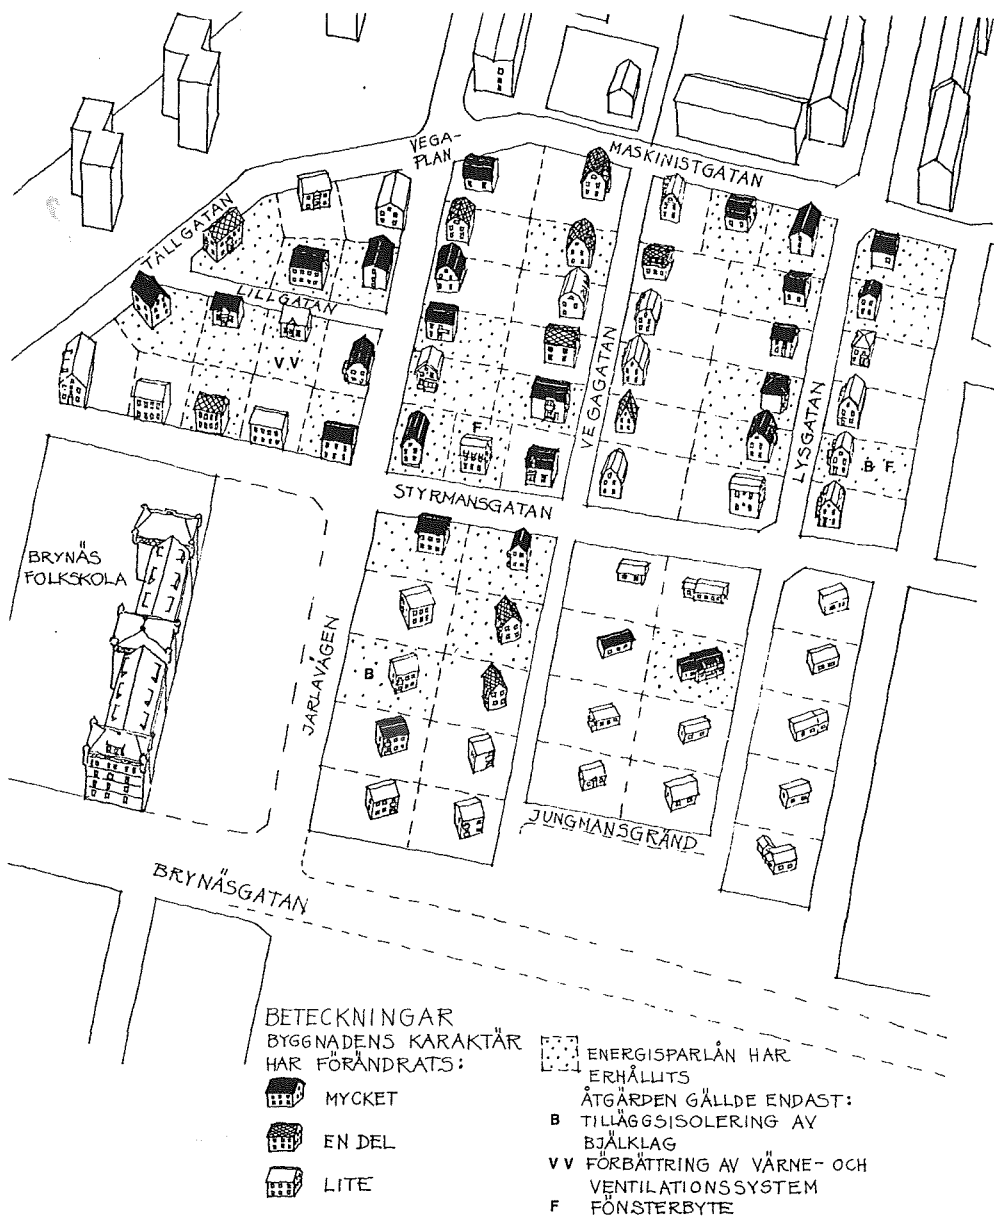 VEGA-
PLAN
MASKINISTGATAN
TALLGATAN
LILLGATAN
V V
VEGAGATAN
LYSGATAN
F
B F
STYRMANSGATAN
BRYNÄS
FOLKSKOLA
JARLAVÄGEN
B
JUNGMANSGRÄND
BRYNÄSGATAN
BETECKNINGAR
BYGGNADENS KARAKTÄR
HAR FÖRÄNDRATS:
MYCKET
EN DEL
LITE
ENERGISPARLÅN HAR
ERHÅLLITS
ÅTGÄRDEN GÄLLDE ENDAST:
B TILLÄGGSISOLERING AV
BJÄLKLAG
V V FÖRBÄTTRING AV VÄRME- OCH
VENTILATIONSSYSTEM
F FÖNSTERBYTE